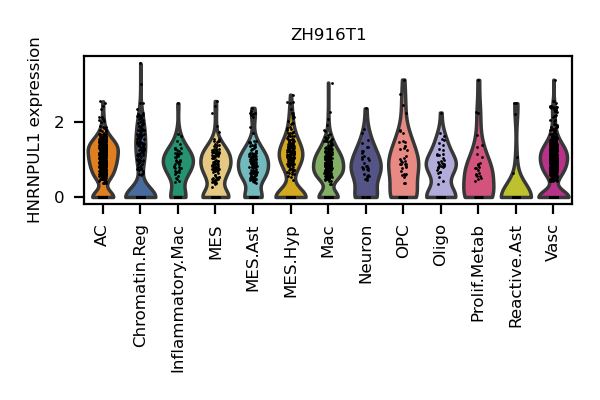 ZH916T1
HNRNPUL1 expression
2
0
AC
Chromatin.Reg
Inflammatory.Mac
MES
MES.Ast
MES.Hyp
Mac
Neuron
OPC
Oligo
Prolif.Metab
Reactive.Ast
Vasc